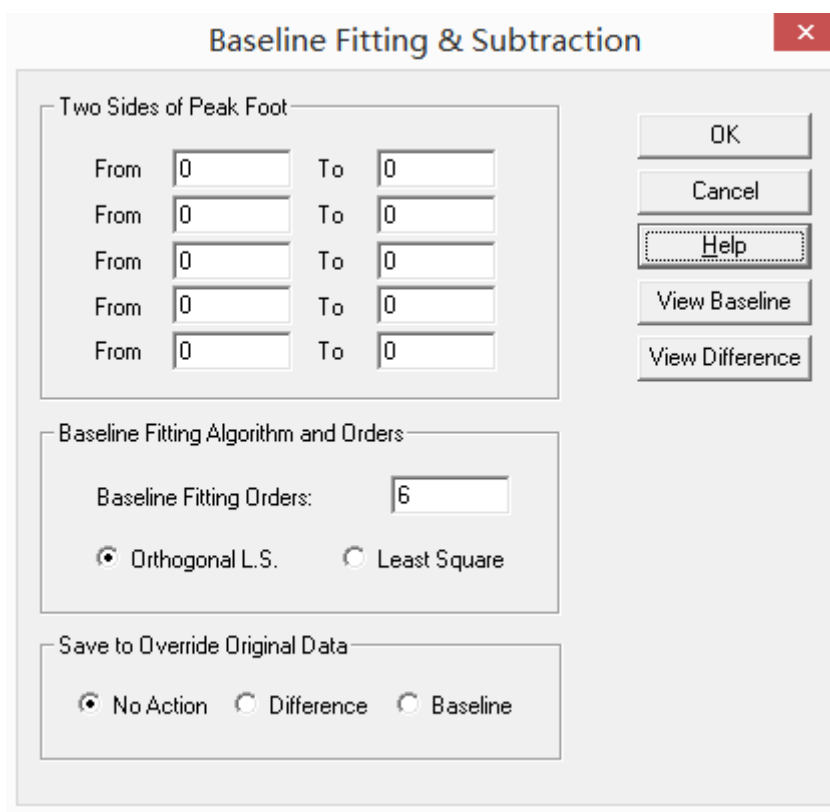 Baseline Fitting & Subtraction
Two Sides of Peak Foot
From 0 To 0
From 0 To 0
From 0 To 0
From 0 To 0
From 0 To 0
OK
Cancel
Help
View Baseline
View Difference
Baseline Fitting Algorithm and Orders
Baseline Fitting Orders: 6
Orthogonal L.S. Least Square
Save to Override Original Data
No Action Difference Baseline